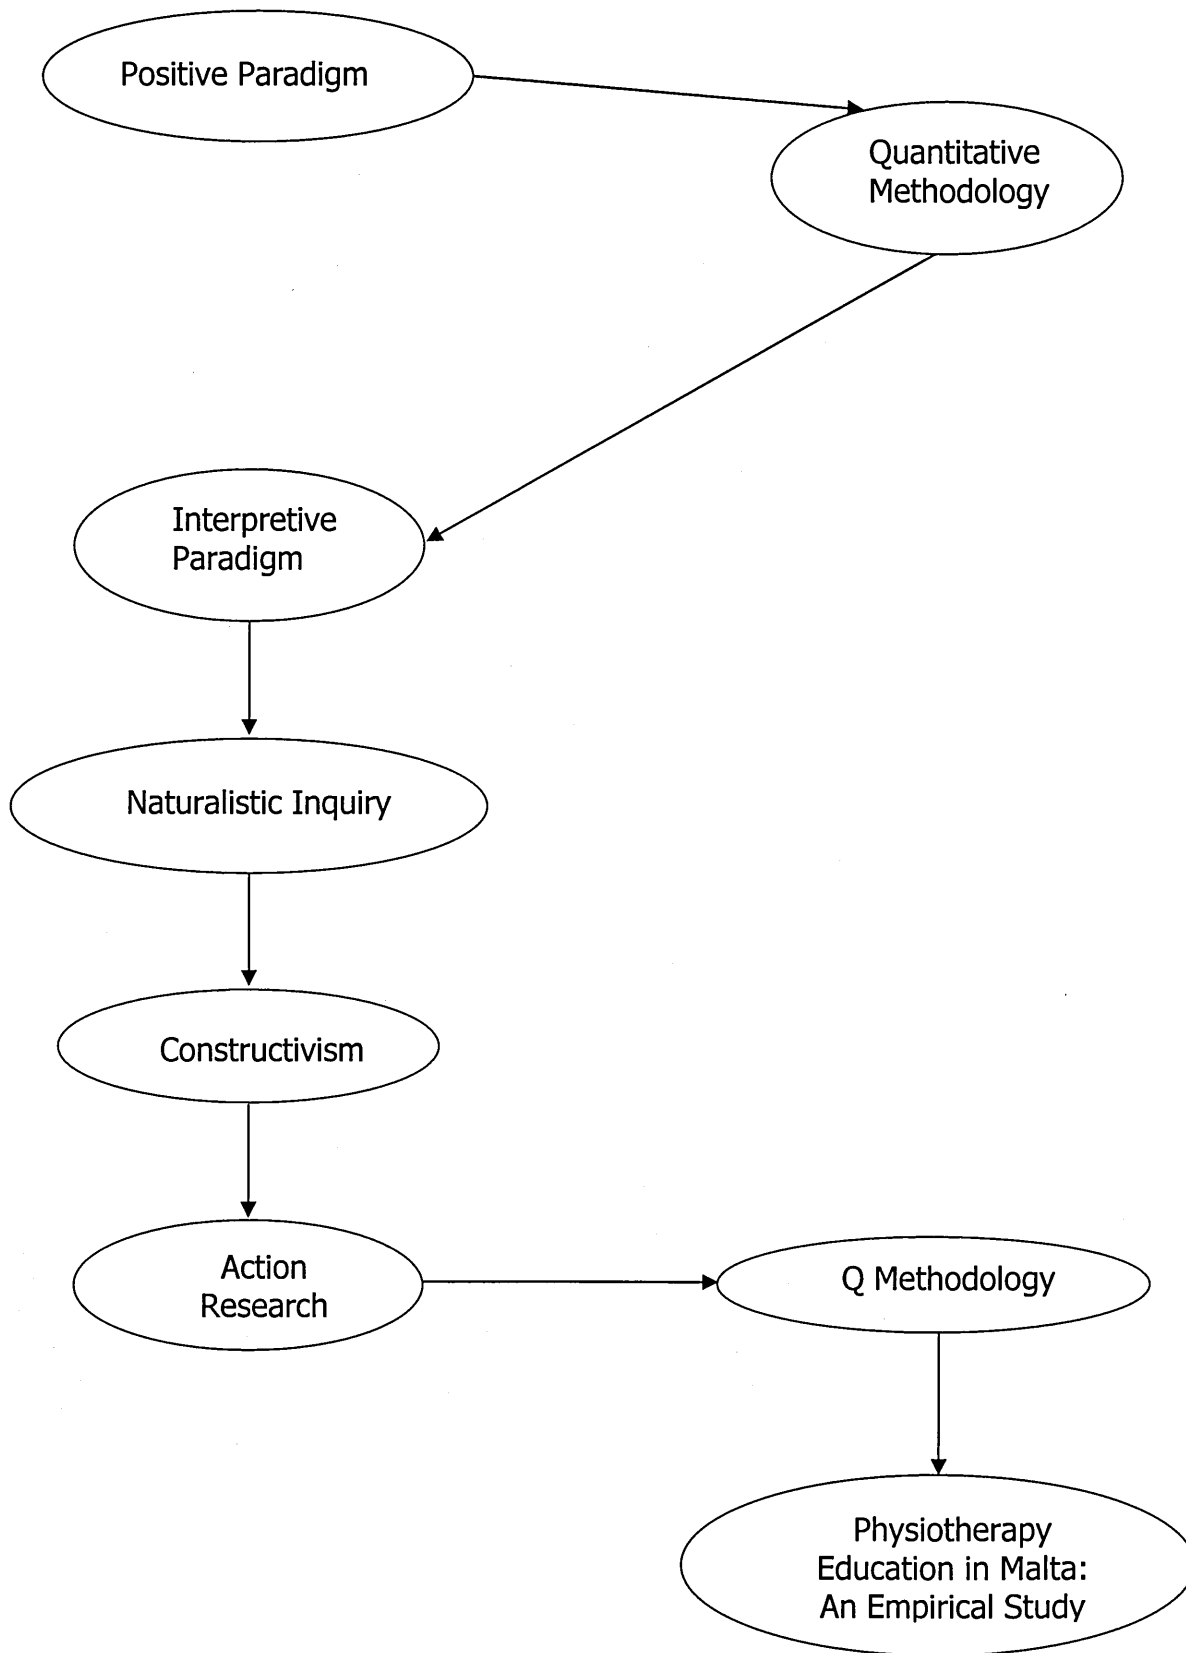 Positive Paradigm
Quantitative
Methodology
Interpretive
Paradigm
Naturalistic Inquiry
Constructivism
Action
Research
Q Methodology
Physiotherapy
Education in Malta:
An Empirical Study